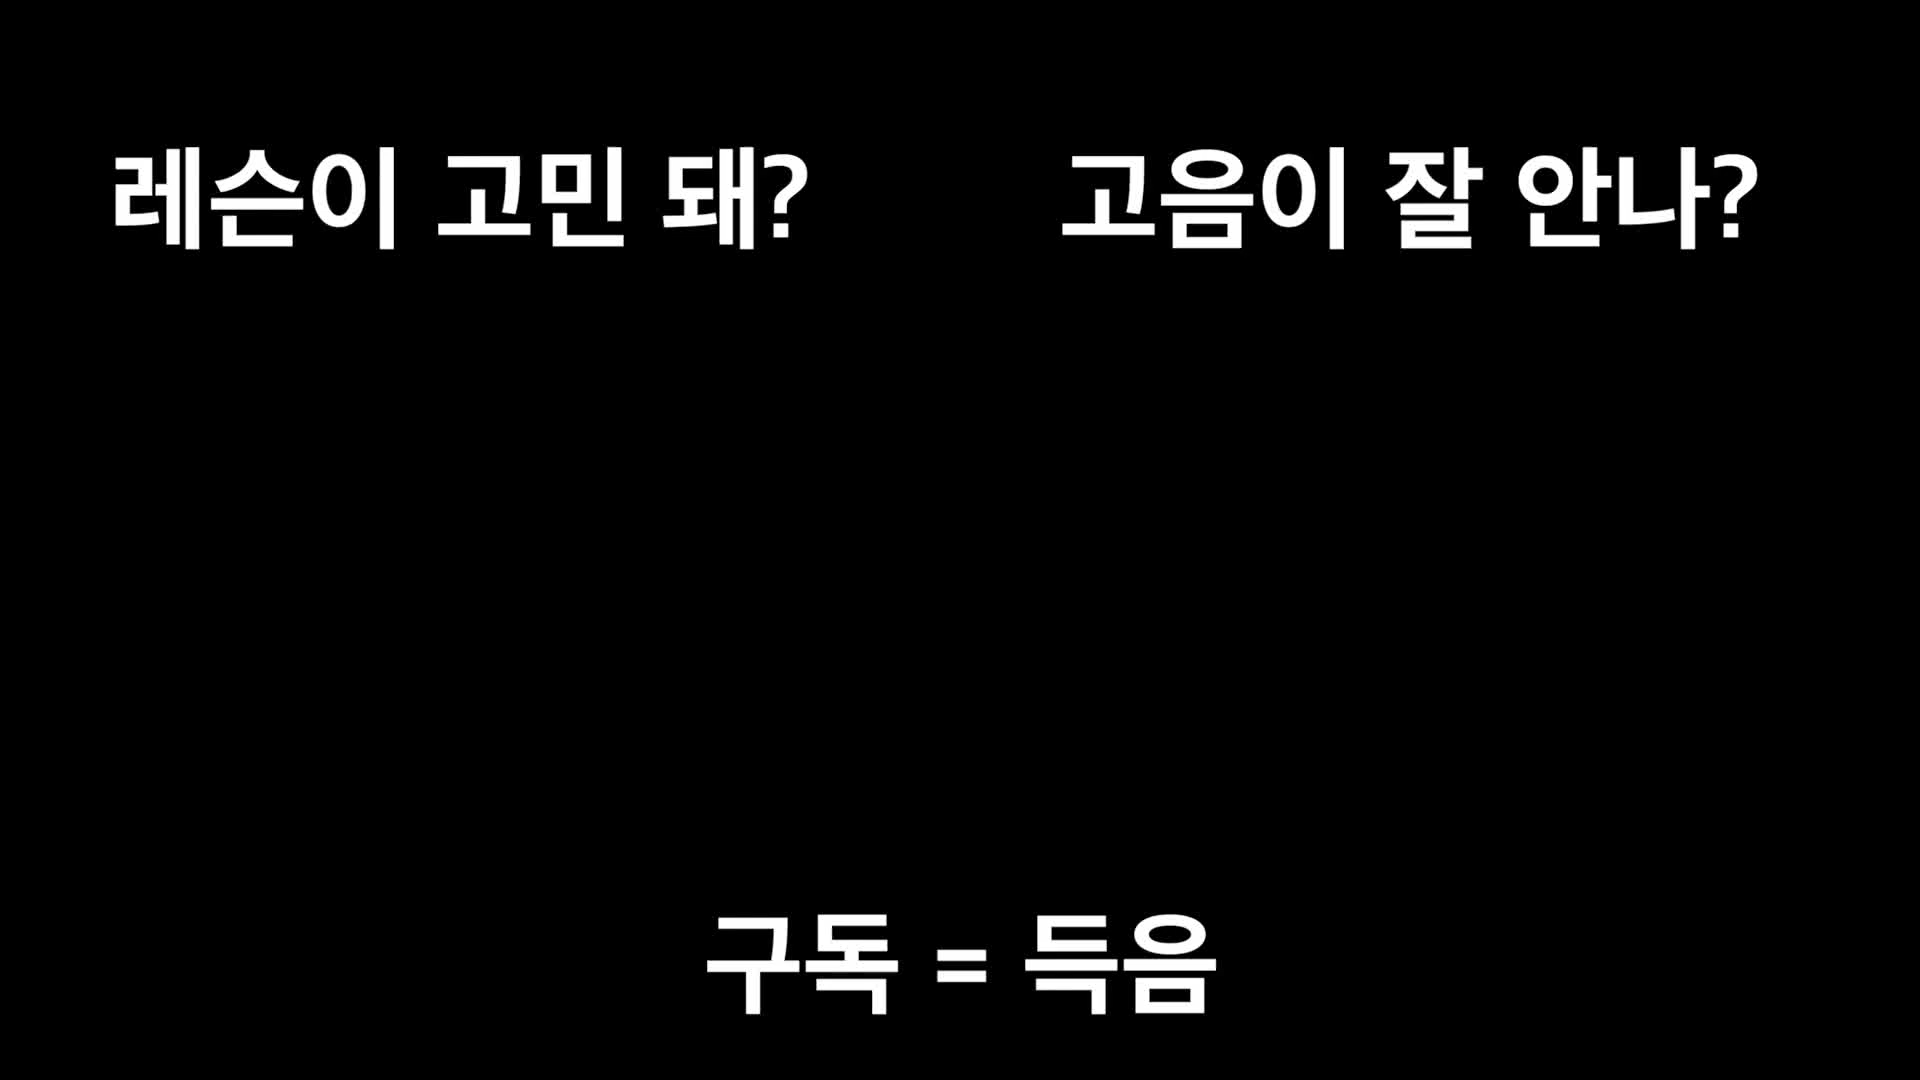 레슨이 고민 돼?
고음이 잘 안나?
구독 = 득음